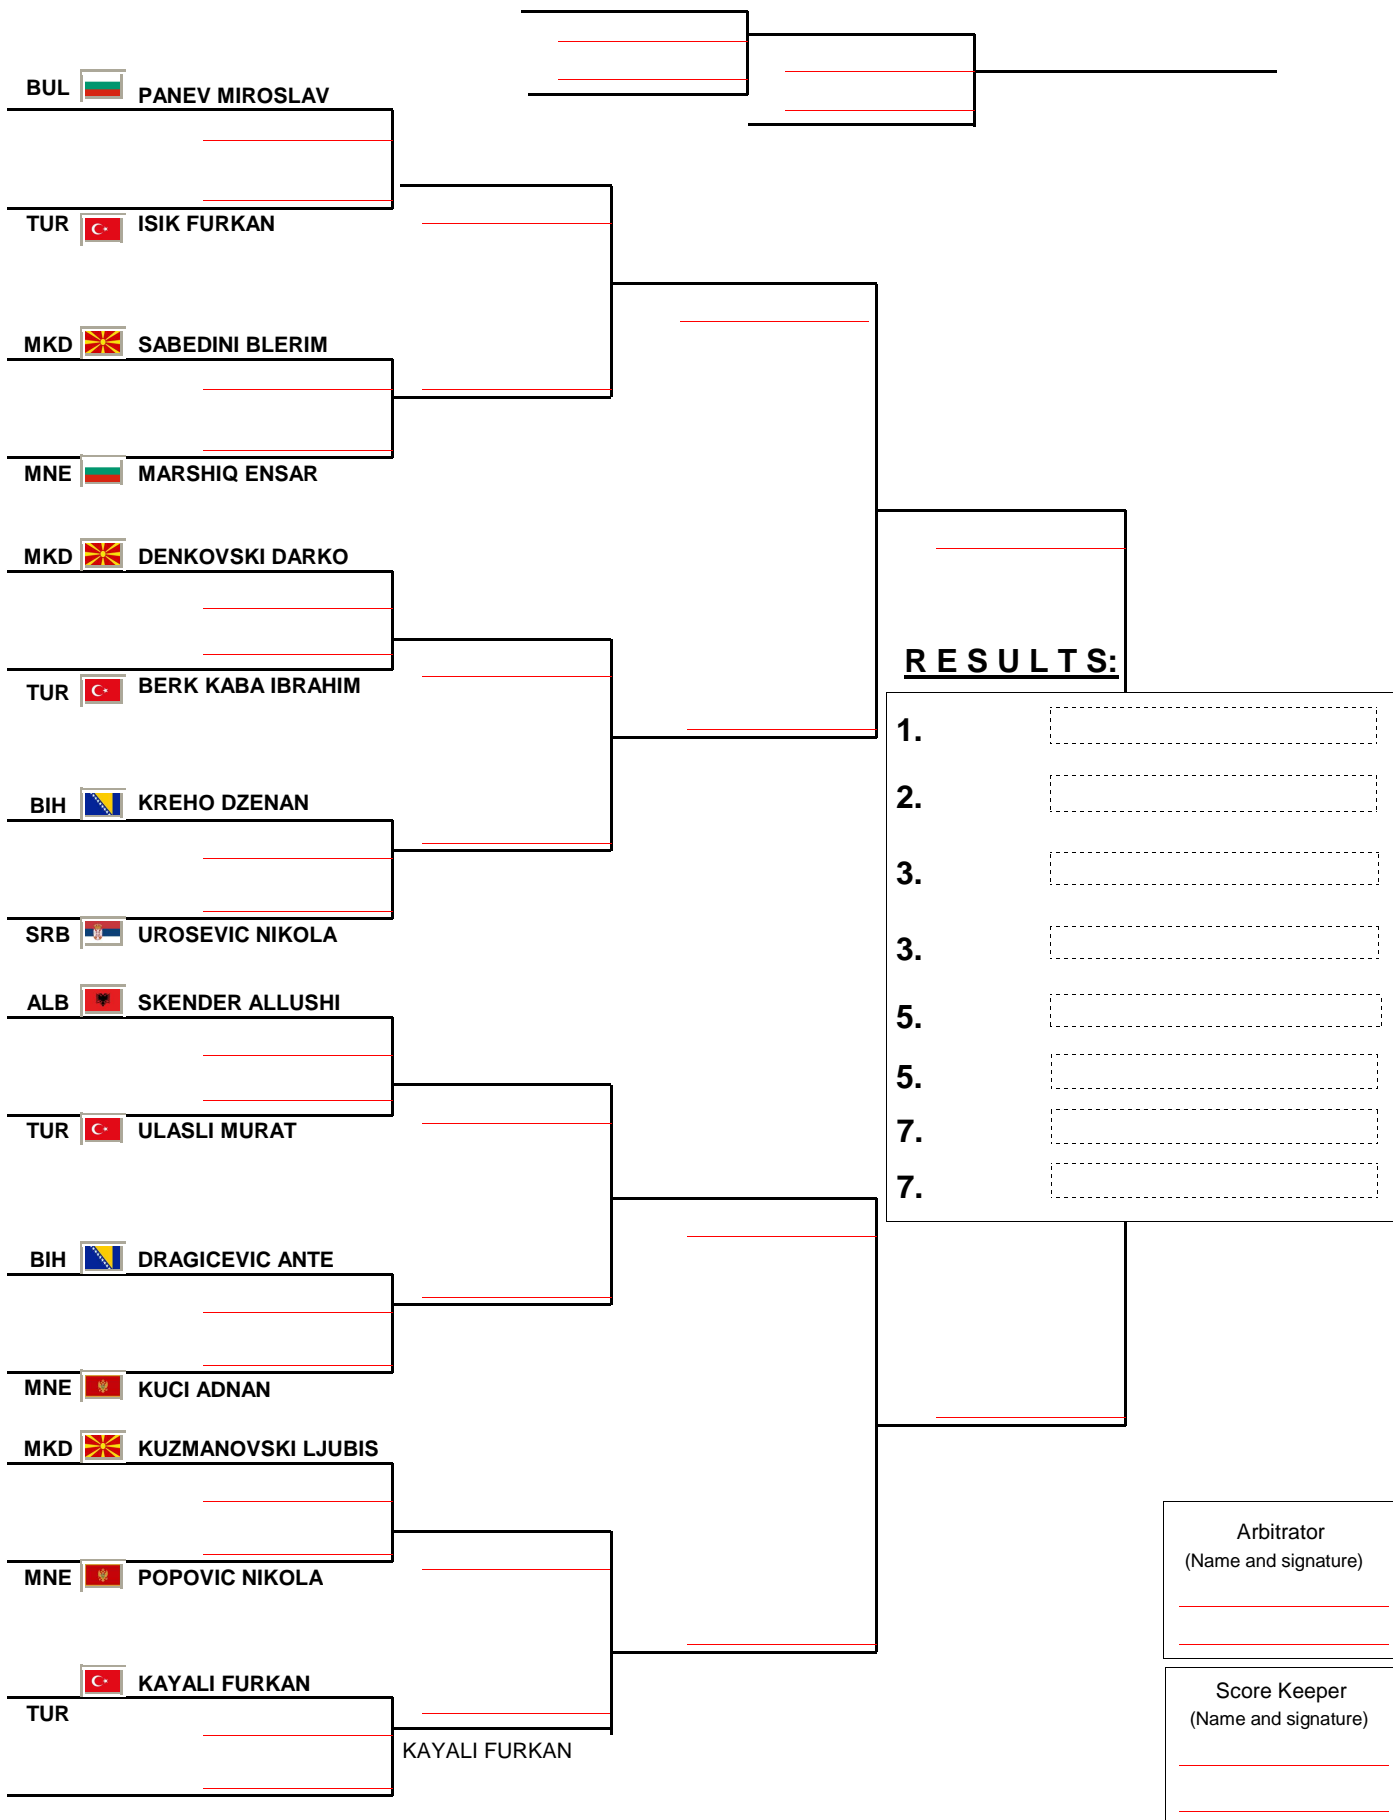 BUL PANEV MIROSLAV
TUR ISIK FURKAN
MKD SABEDINI BLERIM
MNE MARSHIQ ENSAR
MKD DENKOVSKI DARKO
TUR BERK KABA IBRAHIM
BIH KREHO DZENAN
SRB UROSEVIC NIKOLA
ALB SKENDER ALLUSHI
TUR ULASLI MURAT
BIH DRAGICEVIC ANTE
MNE KUCI ADNAN
MKD KUZMANOVSKI LJUBIS
MNE POPOVIC NIKOLA
KAYALI FURKAN
TUR
KAYALI FURKAN
R E S U L T S:
1.
2.
3.
3.
5.
5.
7.
7.
Arbitrator
(Name and signature)
Score Keeper
(Name and signature)